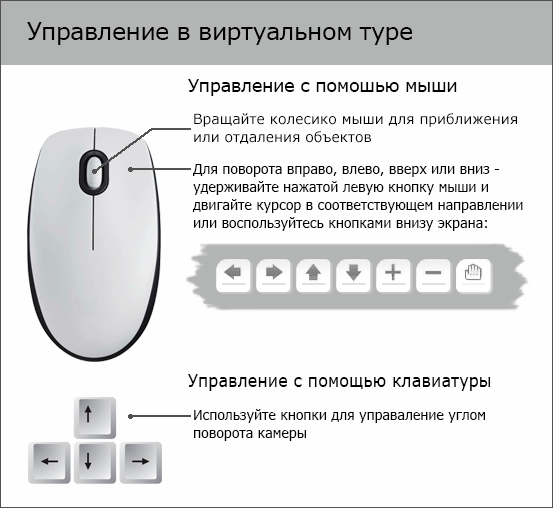 Управление в виртуальном туре
Управление с помошью мыши
Вращайте колесико мыши для приближения
или отдаления объектов
Для поворота вправо, влево, вверх или вниз -
удерживайте нажатой левую кнопку мыши и
двигайте курсор в соответствующем направлении
или воспользуйтесь кнопками внизу экрана:
Управление с помощью клавиатуры
Используйте кнопки для управаление углом
поворота камеры